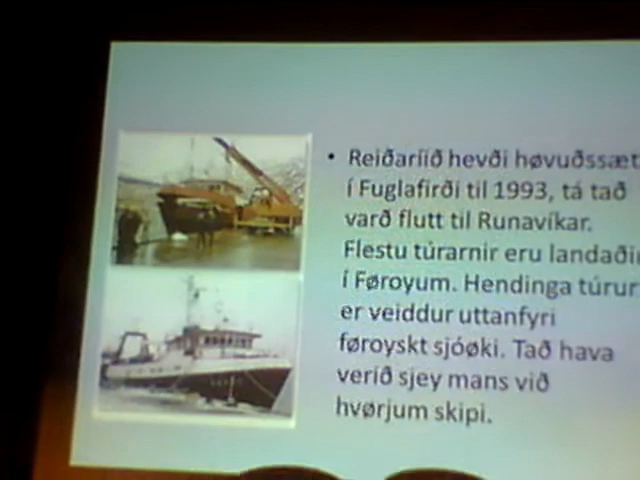 • Reiðaríið hevði høvuðssæt
í Fuglafirði til 1993, tá tað
varð flutt til Runavíkar.
Flestu túrarnir eru landaðir
í Føroyum. Hendinga túrur
er veiddur uttanfyri
føroyskt sjóøki. Tað hava
verið sjey mans við
hvørjum skipi.